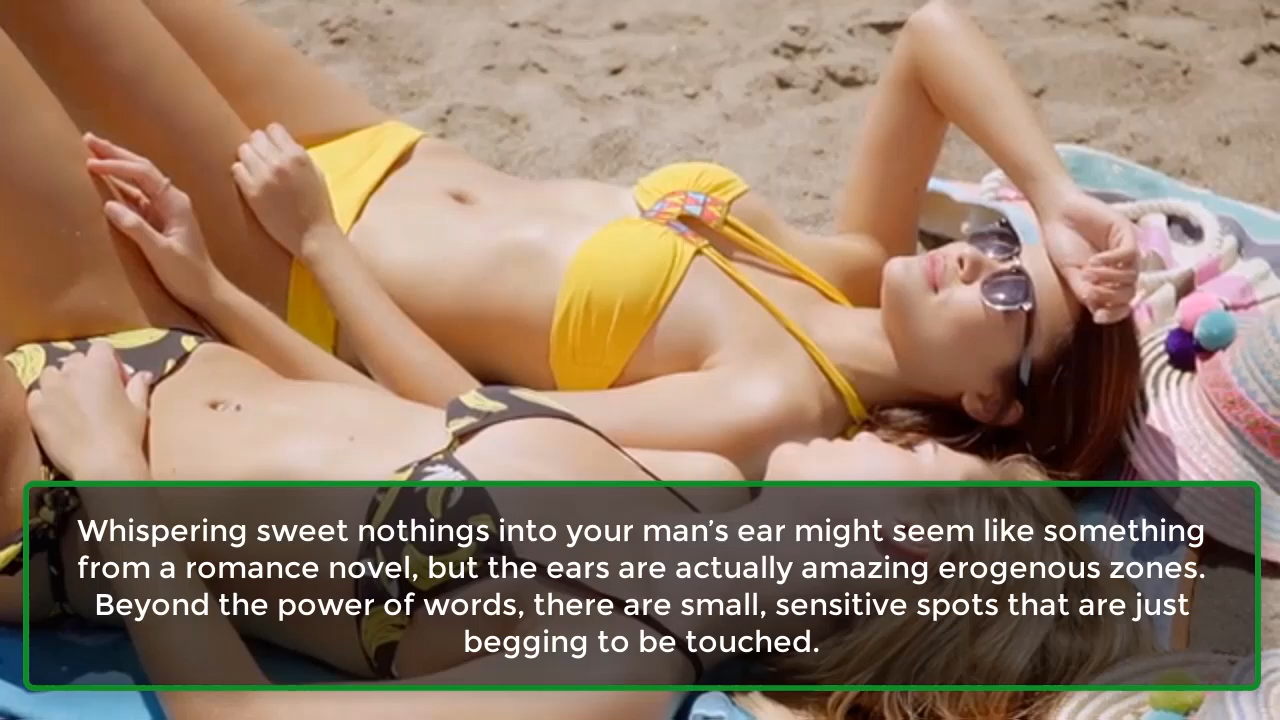 Whispering sweet nothings into your man’s ear might seem like something
from a romance novel, but the ears are actually amazing erogenous zones.
Beyond the power of words, there are small, sensitive spots that are just
begging to be touched.